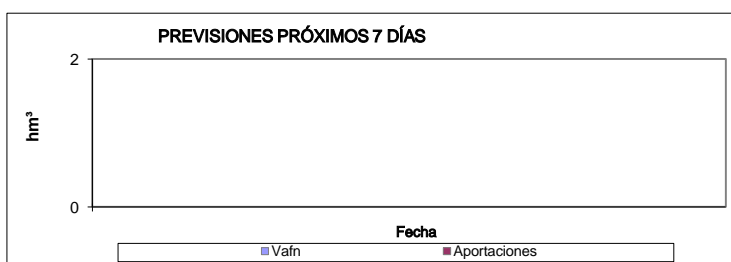 PREVISIONES PRÓXIMOS 7 DÍAS
2
hm³
0
Fecha
Vafn Aportaciones